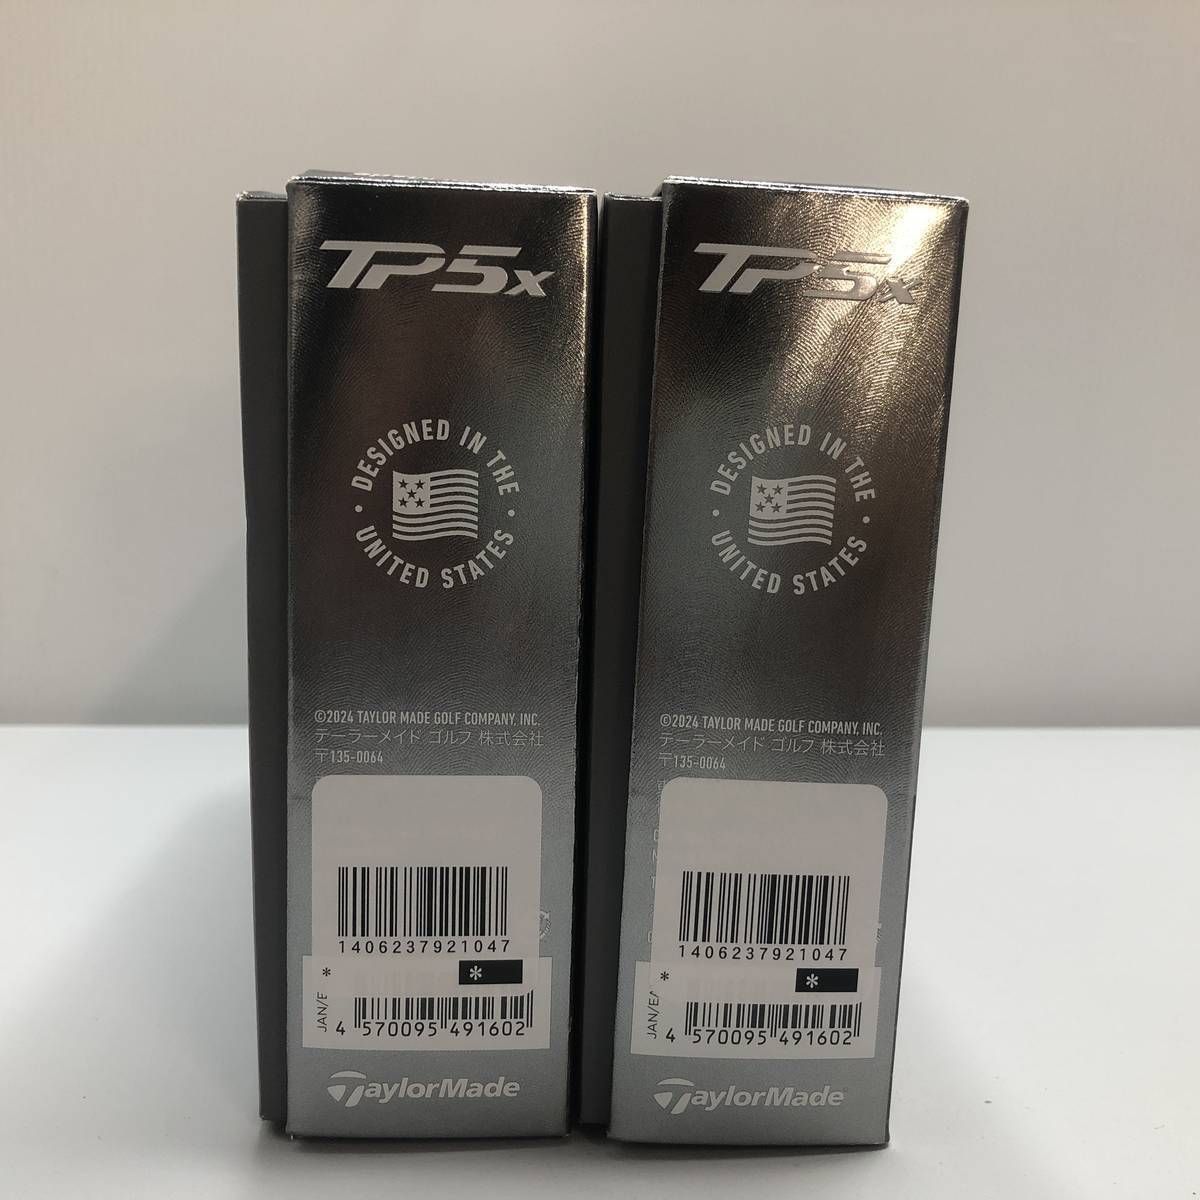 TP5x
DESIGNED IN THE
UNITED STATES
©2024 TAYLOR MADE GOLF COMPANY, INC.
テーラーメイド ゴルフ 株式会社
〒135-0064
1406237921047
*
*
JAN/E
4 570095 491602
TaylorMade
TP5x
DESIGNED IN THE
UNITED STATES
©2024 TAYLOR MADE GOLF COMPANY, INC.
テーラーメイド ゴルフ 株式会社
〒135-0064
1406237921047
*
*
JAN/EA
4 570095 491602
TaylorMade